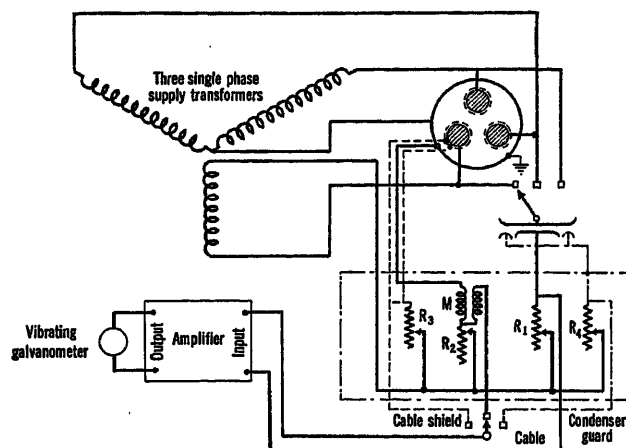 Three single phase
supply transformers
M
R3
R2
R1
R4
Vibrating
galvanometer
Output
Amplifier
Input
Cable shield
Cable
Condenser
guard